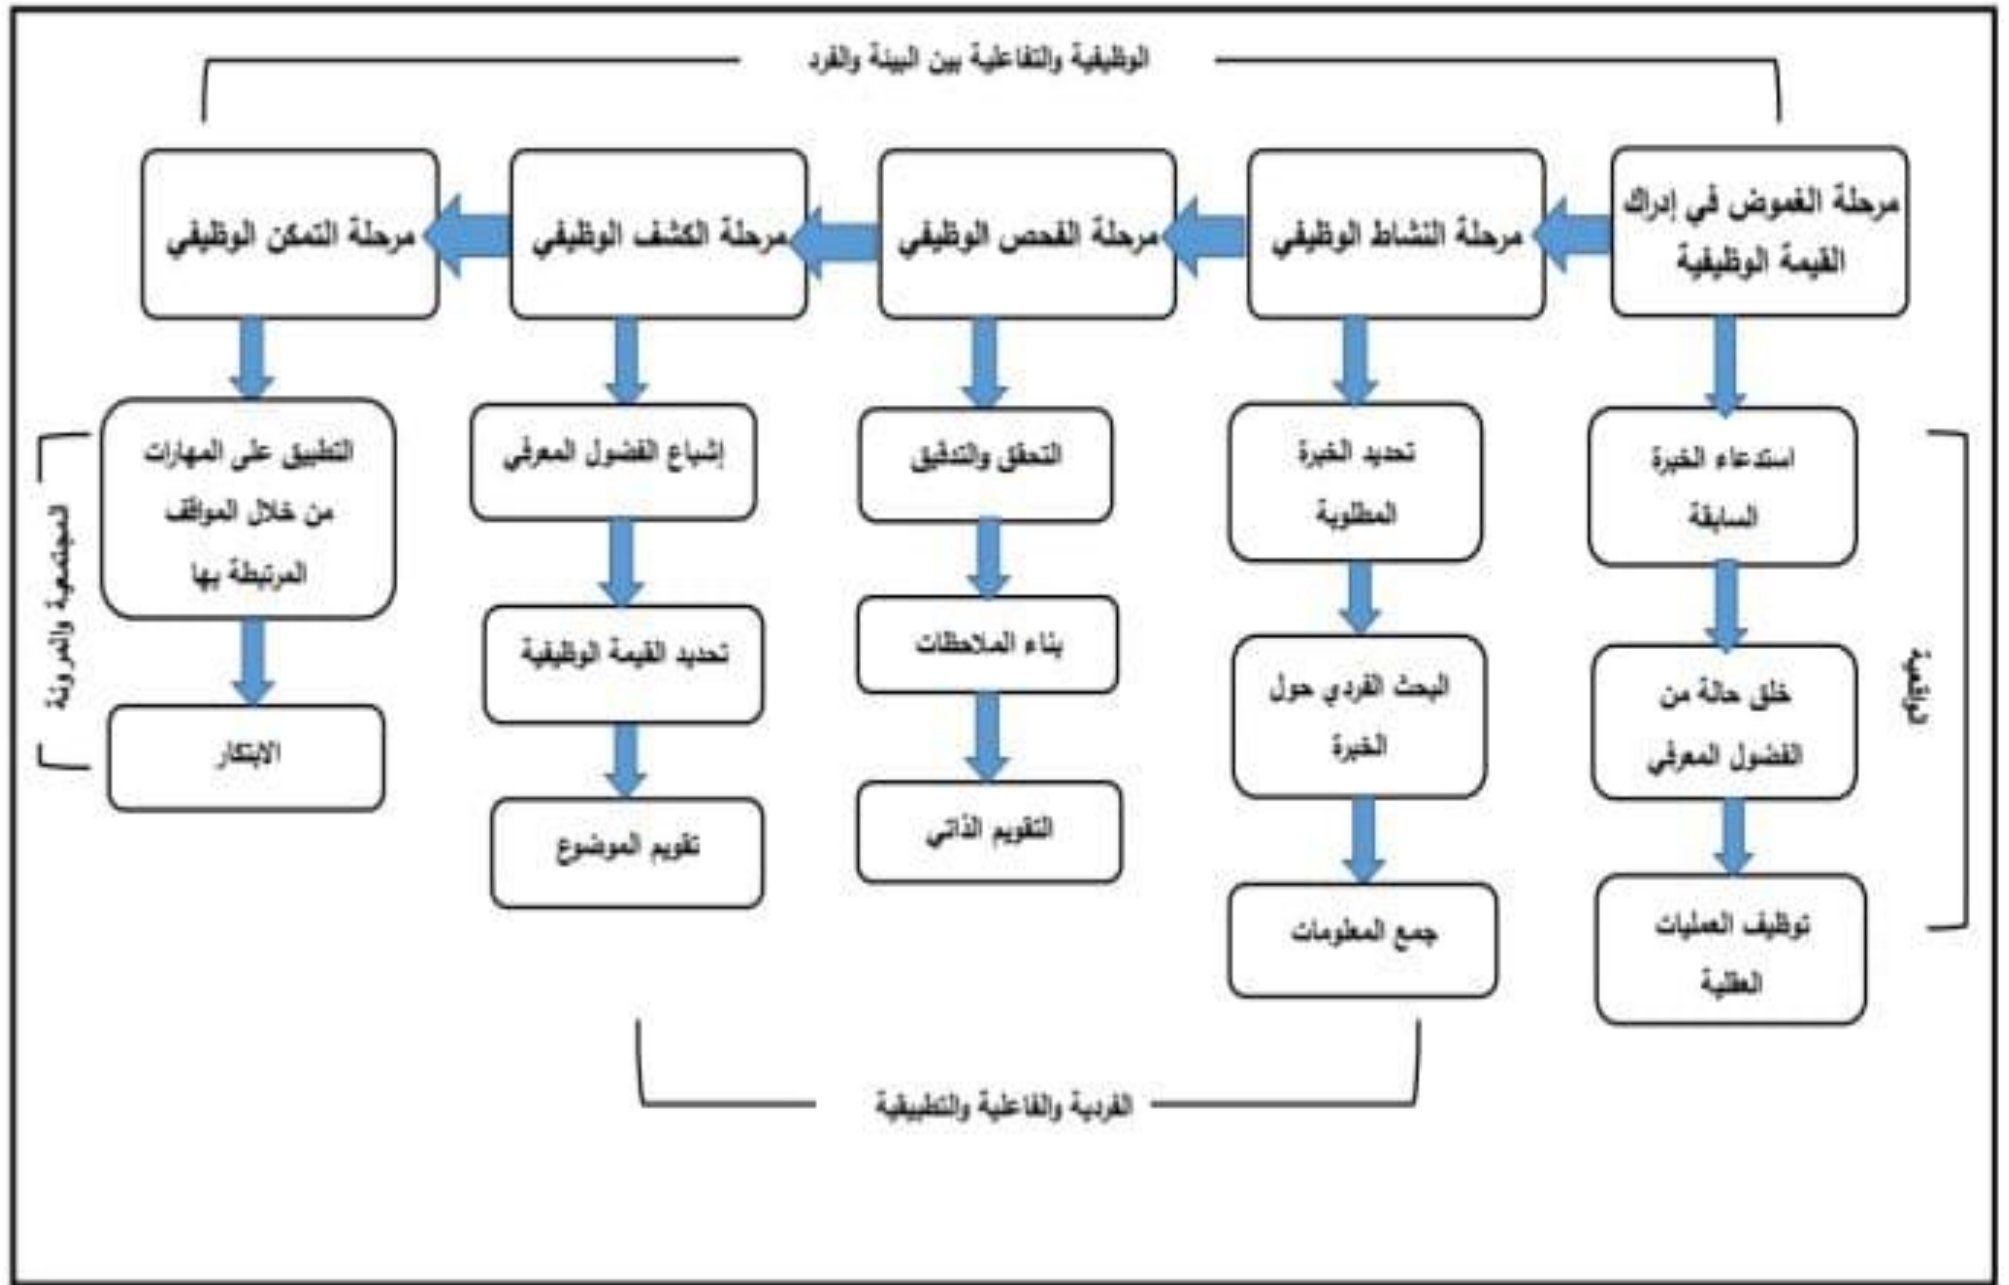 الوظيفية والتفاعلية بين البيئة والفرد
مرحلة الغموض في إدراك
القيمة الوظيفية
مرحلة النشاط الوظيفي
مرحلة الفحص الوظيفي
مرحلة الكشف الوظيفي
مرحلة التمكن الوظيفي
استدعاء الخبرة
السابقة
خلق حالة من
الفضول المعرفي
توظيف العمليات
العقلية
الواقعية
تحديد الخبرة
المطلوبة
البحث الفردي حول
الخبرة
جمع المعلومات
التحقق والتدقيق
بناء الملاحظات
التقويم الذاتي
إشباع الفضول المعرفي
تحديد القيمة الوظيفية
تقويم الموضوع
التطبيق على المهارات
من خلال المواقف
المرتبطة بها
الابتكار
المجتمعية والمرونة
الفردية والفاعلية والتطبيقية